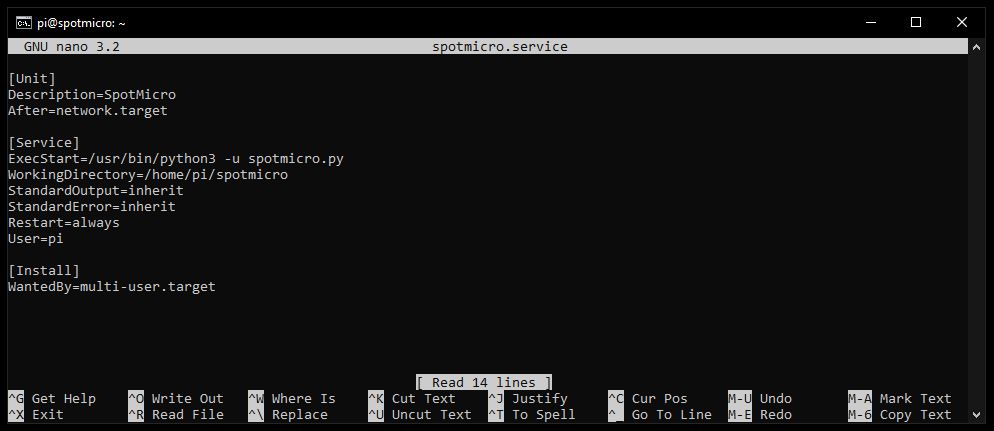 pi@spotmicro: ~
GNU nano 3.2 spotmicro.service
[Unit]
Description=SpotMicro
After=network.target
[Service]
ExecStart=/usr/bin/python3 -u spotmicro.py
WorkingDirectory=/home/pi/spotmicro
StandardOutput=inherit
StandardError=inherit
Restart=always
User=pi
[Install]
WantedBy=multi-user.target
[ Read 14 lines ]
^G Get Help ^O Write Out ^W Where Is ^K Cut Text ^J Justify ^C Cur Pos M-U Undo M-A Mark Text
^X Exit ^R Read File ^\ Replace ^U Uncut Text ^T To Spell ^_ Go To Line M-E Redo M-6 Copy Text